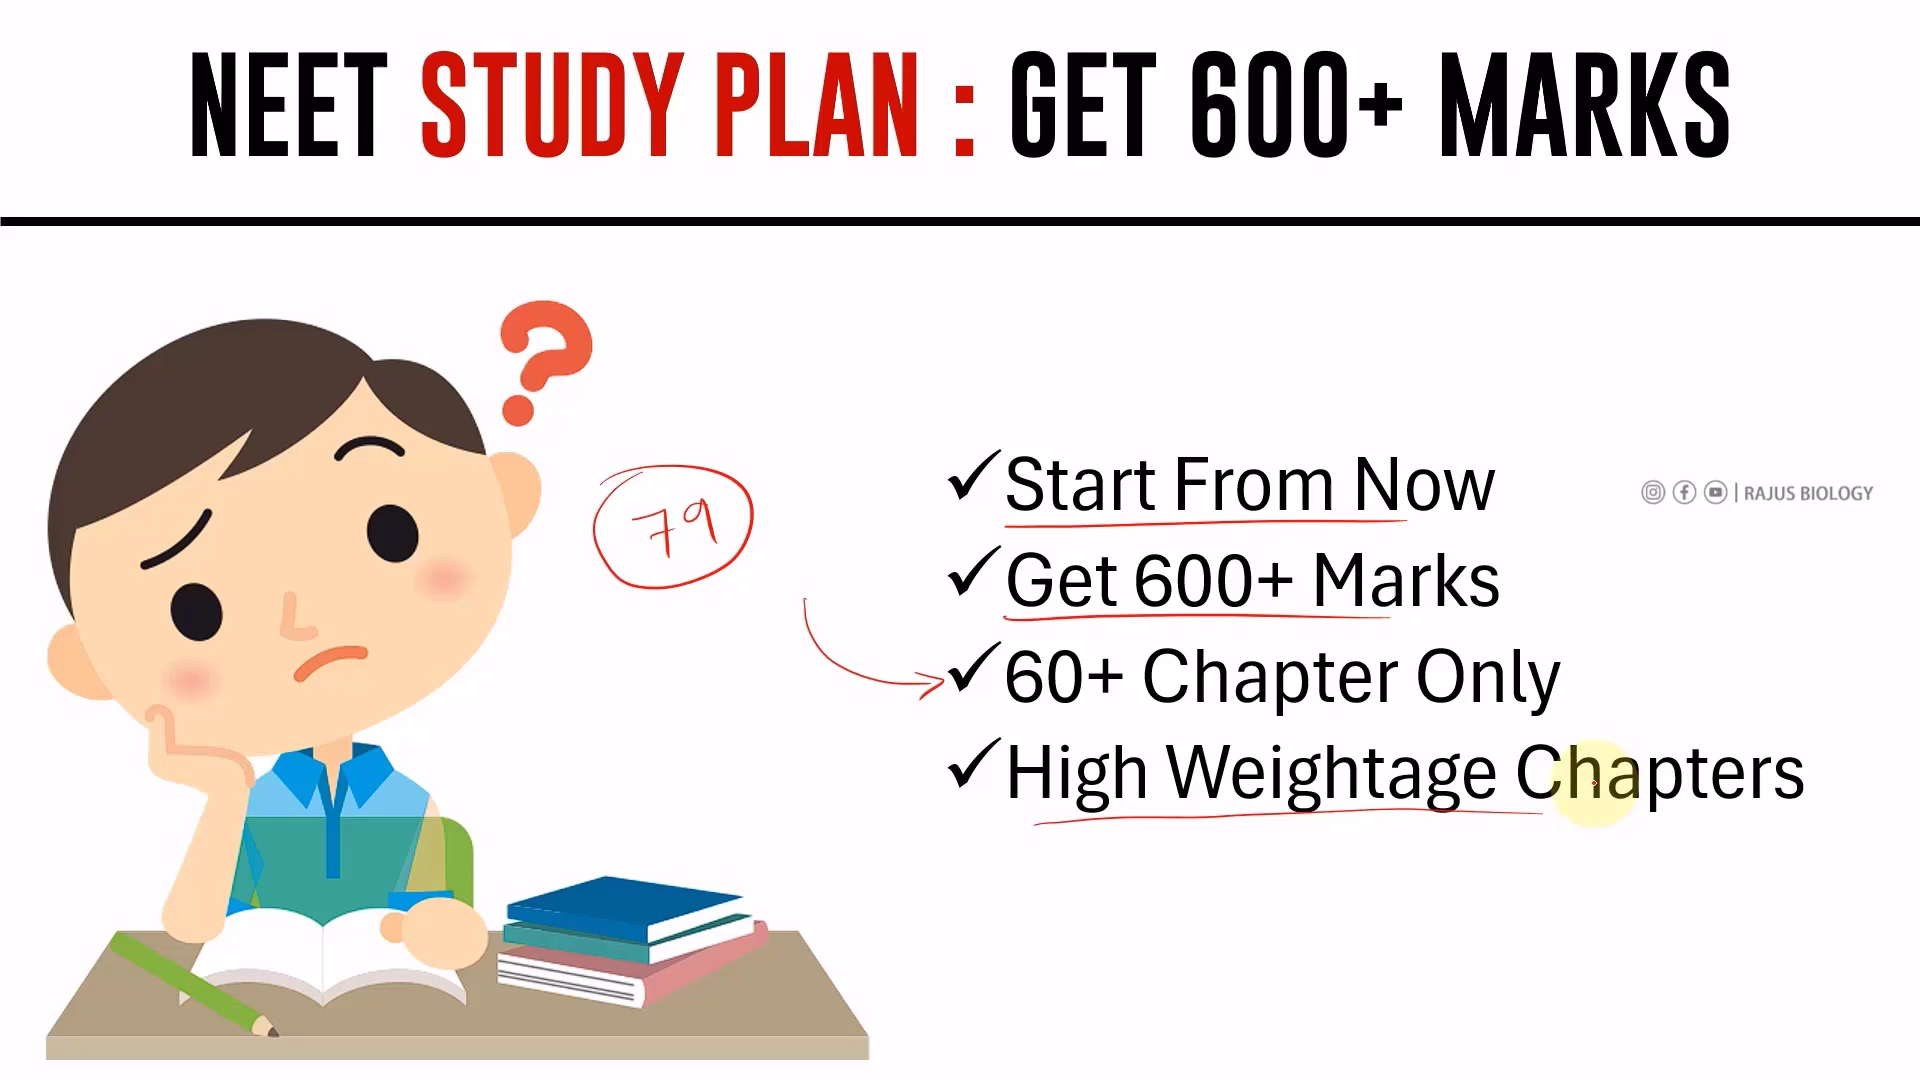 NEET STUDY PLAN : GET 600+ MARKS
79
✓Start From Now
| RAJUS BIOLOGY
✓Get 600+ Marks
✓60+ Chapter Only
✓High Weightage Chapters